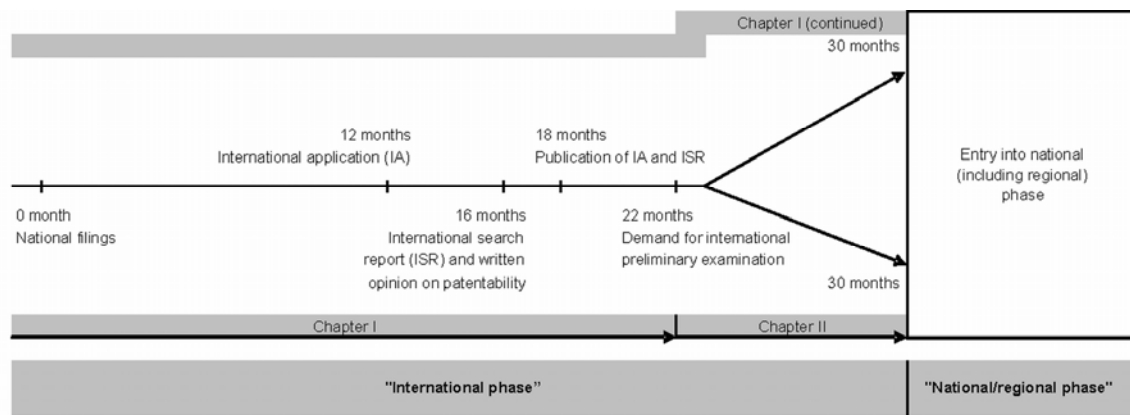 Chapter I (continued)
30 months
12 months
International application (IA)
18 months
Publication of IA and ISR
Entry into national
(including regional)
phase
0 month
National filings
16 months
International search
report (ISR) and written
opinion on patentability
22 months
Demand for international
preliminary examination
30 months
Chapter I
Chapter II
"International phase"
"National/regional phase"